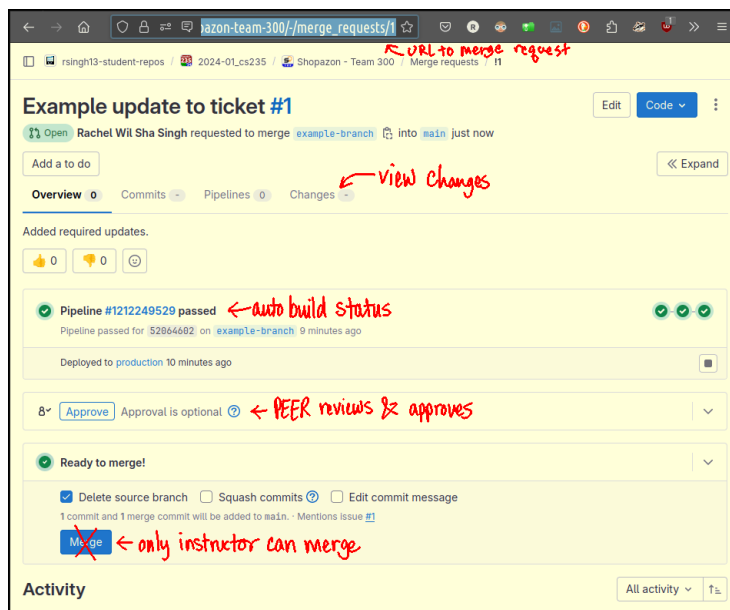 pazon-team-300/-/merge_requests/1
URL to merge request
rsingh13-student-repos / 2024-01_cs235 / Shopazon - Team 300 / Merge requests / !1
Example update to ticket #1
Edit
Code
Open Rachel Wil Sha Singh requested to merge example-branch into main just now
Add a to do
Expand
view changes
Overview 0 Commits - Pipelines 0 Changes -
Added required updates.
👍 0 👎 0
Pipeline #1212249529 passed
auto build status
Pipeline passed for 52064602 on example-branch 9 minutes ago
Deployed to production 10 minutes ago
Approve Approval is optional
PEER reviews & approves
Ready to merge!
Delete source branch Squash commits Edit commit message
1 commit and 1 merge commit will be added to main. · Mentions issue #1
Merge
only instructor can merge
Activity
All activity